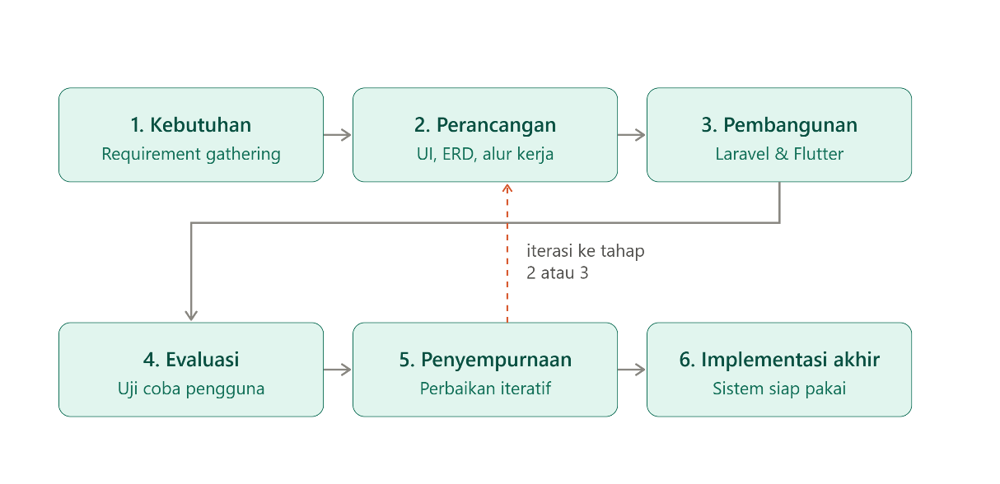 1. Kebutuhan
Requirement gathering
2. Perancangan
UI, ERD, alur kerja
3. Pembangunan
Laravel & Flutter
iterasi ke tahap
2 atau 3
4. Evaluasi
Uji coba pengguna
5. Penyempurnaan
Perbaikan iteratif
6. Implementasi akhir
Sistem siap pakai